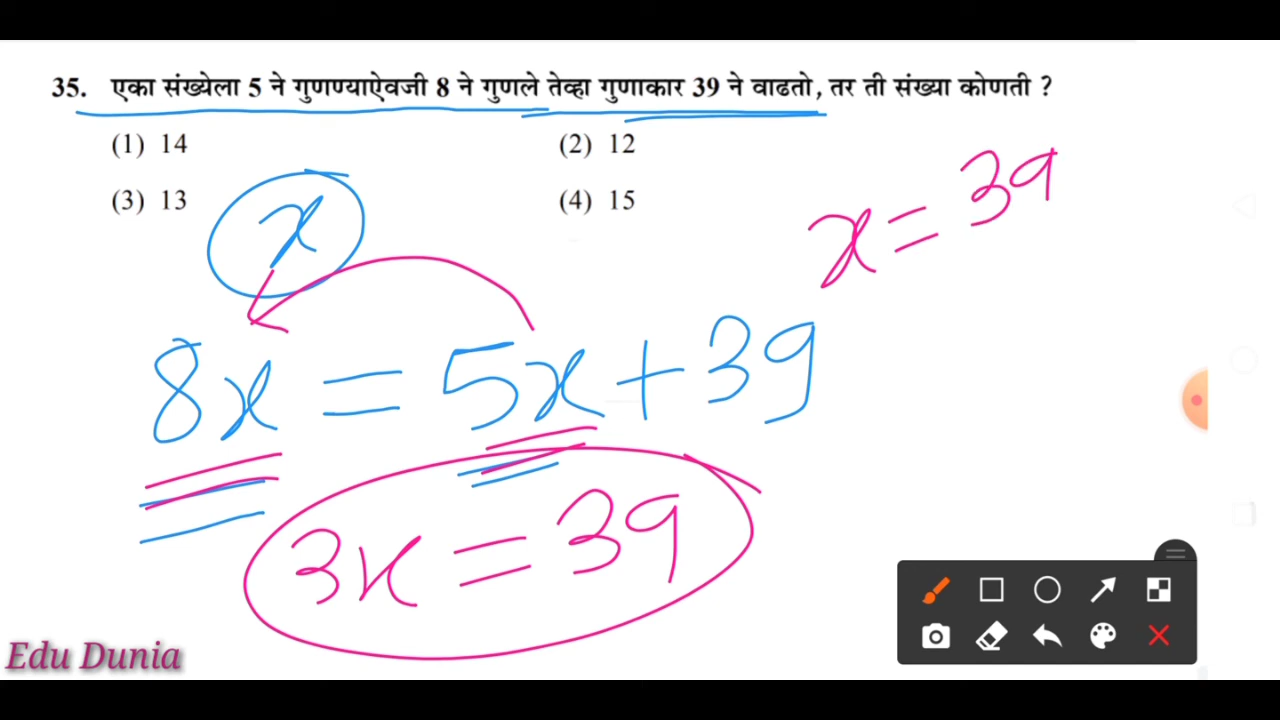 35. एका संख्येला 5 ने गुणण्याऐवजी 8 ने गुणले तेव्हा गुणाकार 39 ने वाढतो, तर ती संख्या कोणती ?
(1) 14 (2) 12
(3) 13 (4) 15
x
x = 39
8x = 5x + 39
3x = 39
Edu Dunia